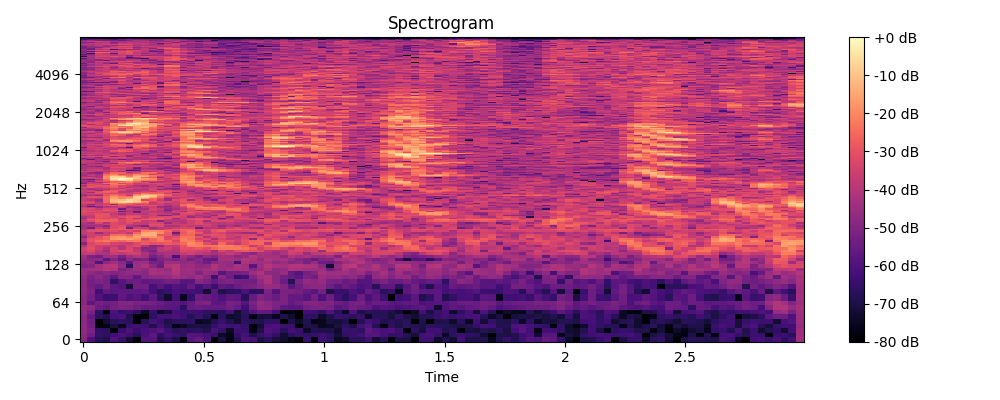 Spectrogram
Hz
4096
2048
1024
512
256
128
64
0
0
0.5
1
1.5
2
2.5
Time
+0 dB
-10 dB
-20 dB
-30 dB
-40 dB
-50 dB
-60 dB
-70 dB
-80 dB